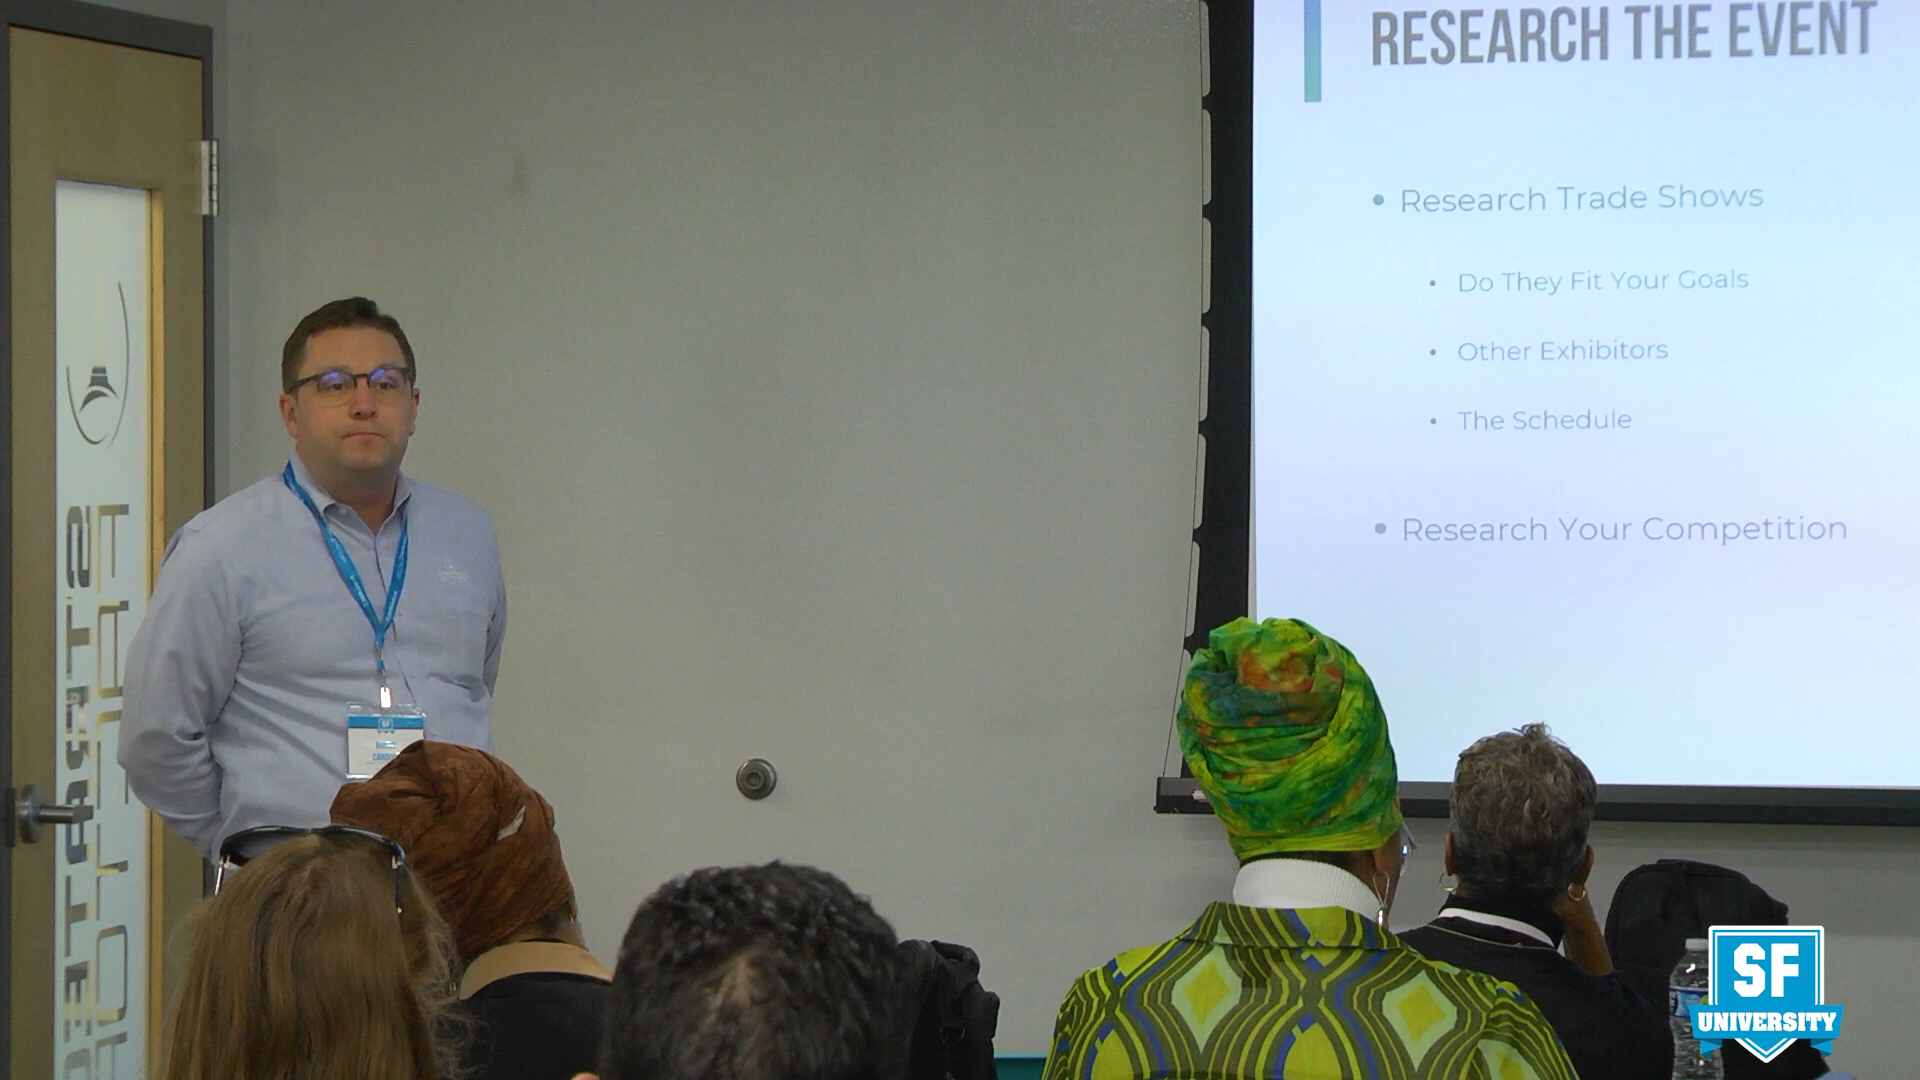 RESEARCH THE EVENT
• Research Trade Shows
• Do They Fit Your Goals
• Other Exhibitors
• The Schedule
• Research Your Competition
SF
SF
UNIVERSITY